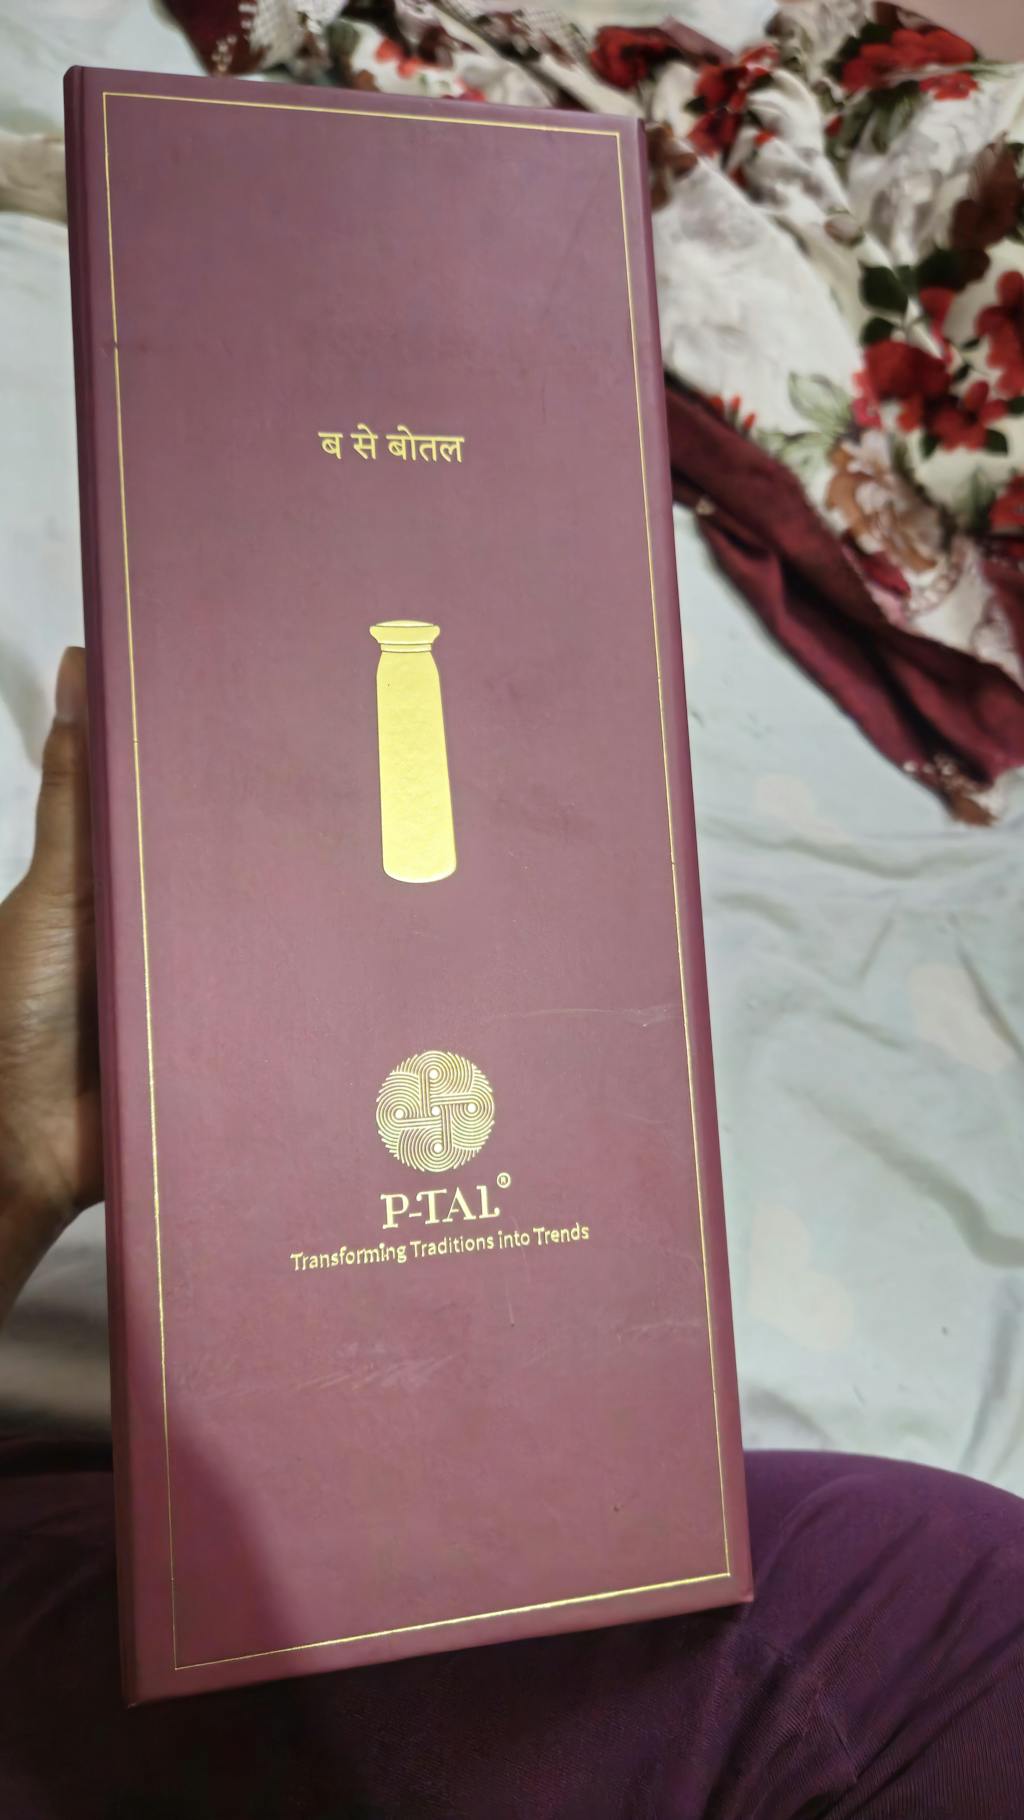 ब से बोतल
P-TAL®
Transforming Traditions into Trends